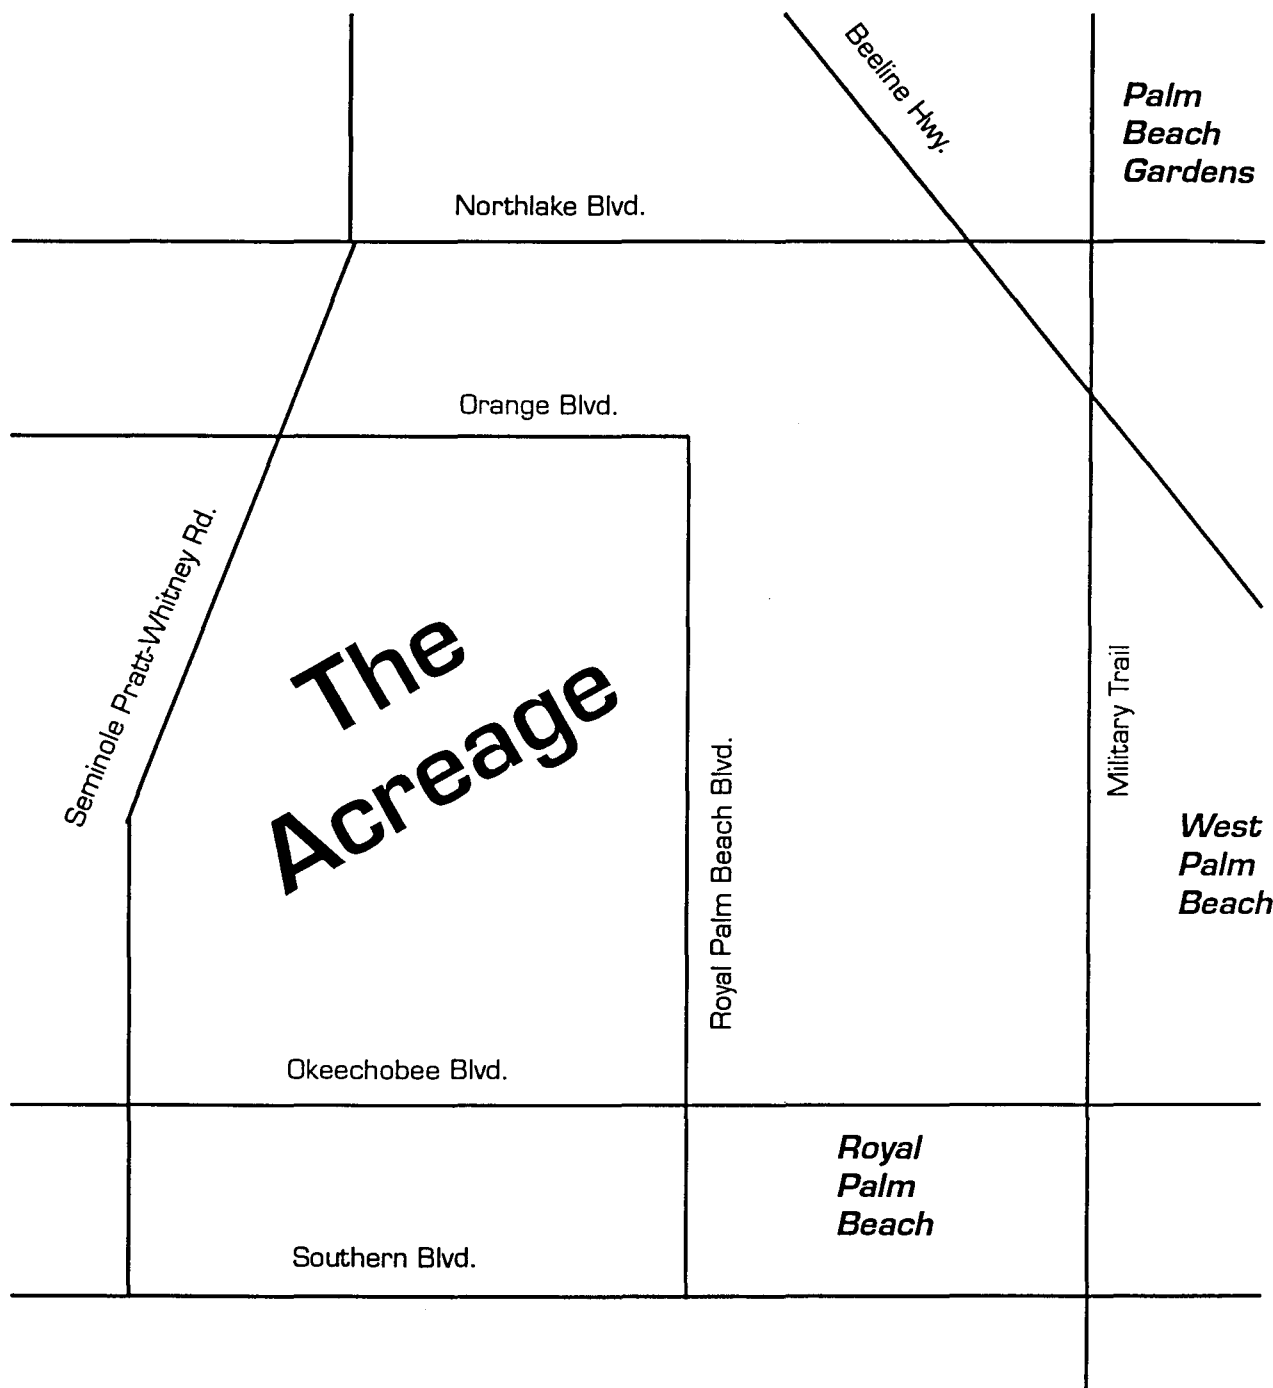 Beeline Hwy.
Palm
Beach
Gardens
Northlake Blvd.
Orange Blvd.
Seminole Pratt-Whitney Rd.
The
Acreage
Royal Palm Beach Blvd.
Military Trail
West
Palm
Beach
Okeechobee Blvd.
Royal
Palm
Beach
Southern Blvd.